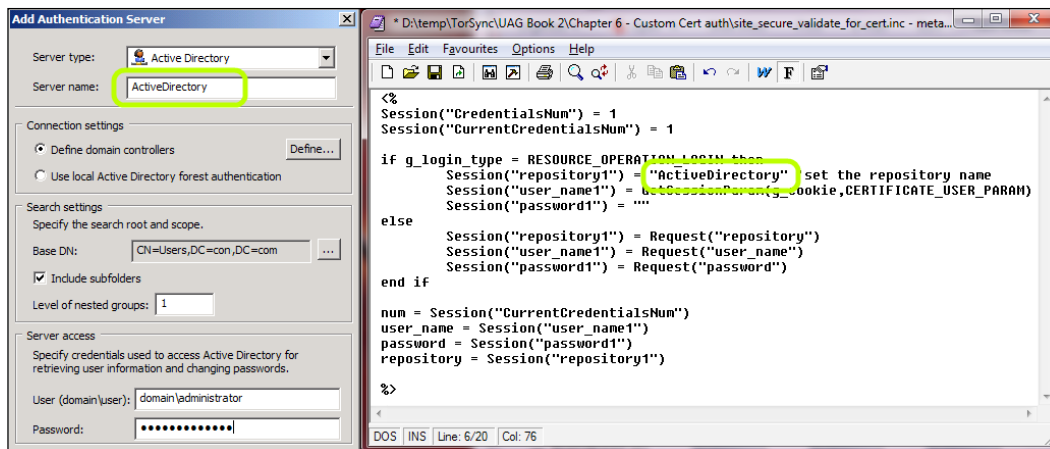 Add Authentication Server
Server type:
Active Directory
Server name:
ActiveDirectory
Connection settings
Define domain controllers
Define...
Use local Active Directory forest authentication
Search settings
Specify the search root and scope.
Base DN:
CN=Users,DC=con,DC=com
...
Include subfolders
Level of nested groups:
1
Server access
Specify credentials used to access Active Directory for
retrieving user information and changing passwords.
User (domain\user):
domain\administrator
Password:
•••••••••••••
* D:\temp\TorSync\UAG Book 2\Chapter 6 - Custom Cert auth\site_secure_validate_for_cert.inc - meta...
File Edit Favourites Options Help
<%
Session("CredentialsNum") = 1
Session("CurrentCredentialsNum") = 1
if g_login_type = RESOURCE_OPERATION_LOGIN then
Session("repository1") = "ActiveDirectory" 'set the repository name
Session("user_name1") = GetSessionParam(g_cookie,CERTIFICATE_USER_PARAM)
Session("password1") = ""
else
Session("repository1") = Request("repository")
Session("user_name1") = Request("user_name")
Session("password1") = Request("password")
end if
num = Session("CurrentCredentialsNum")
user_name = Session("user_name1")
password = Session("password1")
repository = Session("repository1")
%>
DOS INS Line: 6/20 Col: 76